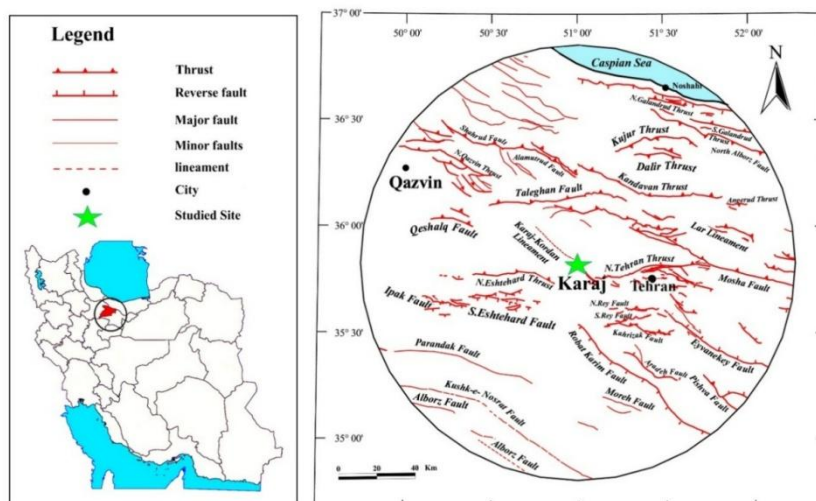 Legend
Thrust
Reverse fault
Major fault
Minor faults
lineament
City
Studied Site
37° 00'
50° 00'
50° 30'
51° 00'
51° 30'
52° 00'
N
Caspian Sea
Noshahr
N.Galandrud Thrust
S.Galandrud
Thrust
36° 30'
Shahrud Fault
Kujur Thrust
North Alborz Fault
N.Qazvin Thrust
Alamutrud Fault
Dalir Thrust
Qazvin
Kandavan Thrust
Taleghan Fault
Angerud Thrust
36° 00'
Qeshalq Fault
Karaj-Kordan
Lineament
Lar Lineament
N.Tehran Thrust
Karaj
Tehran
Mosha Fault
N.Eshtehard Thrust
Ipak Fault
S.Eshtehard Fault
N.Rey Fault
S.Rey Fault
Kahrizak Fault
35° 30'
Eyvanekey Fault
Parandak Fault
Robat Karim Fault
Pishva Fault
Kushk-e- Nosrat Fault
Moreh Fault
Alborz Fault
35° 00'
Alborz Fault
0 20 40 Km